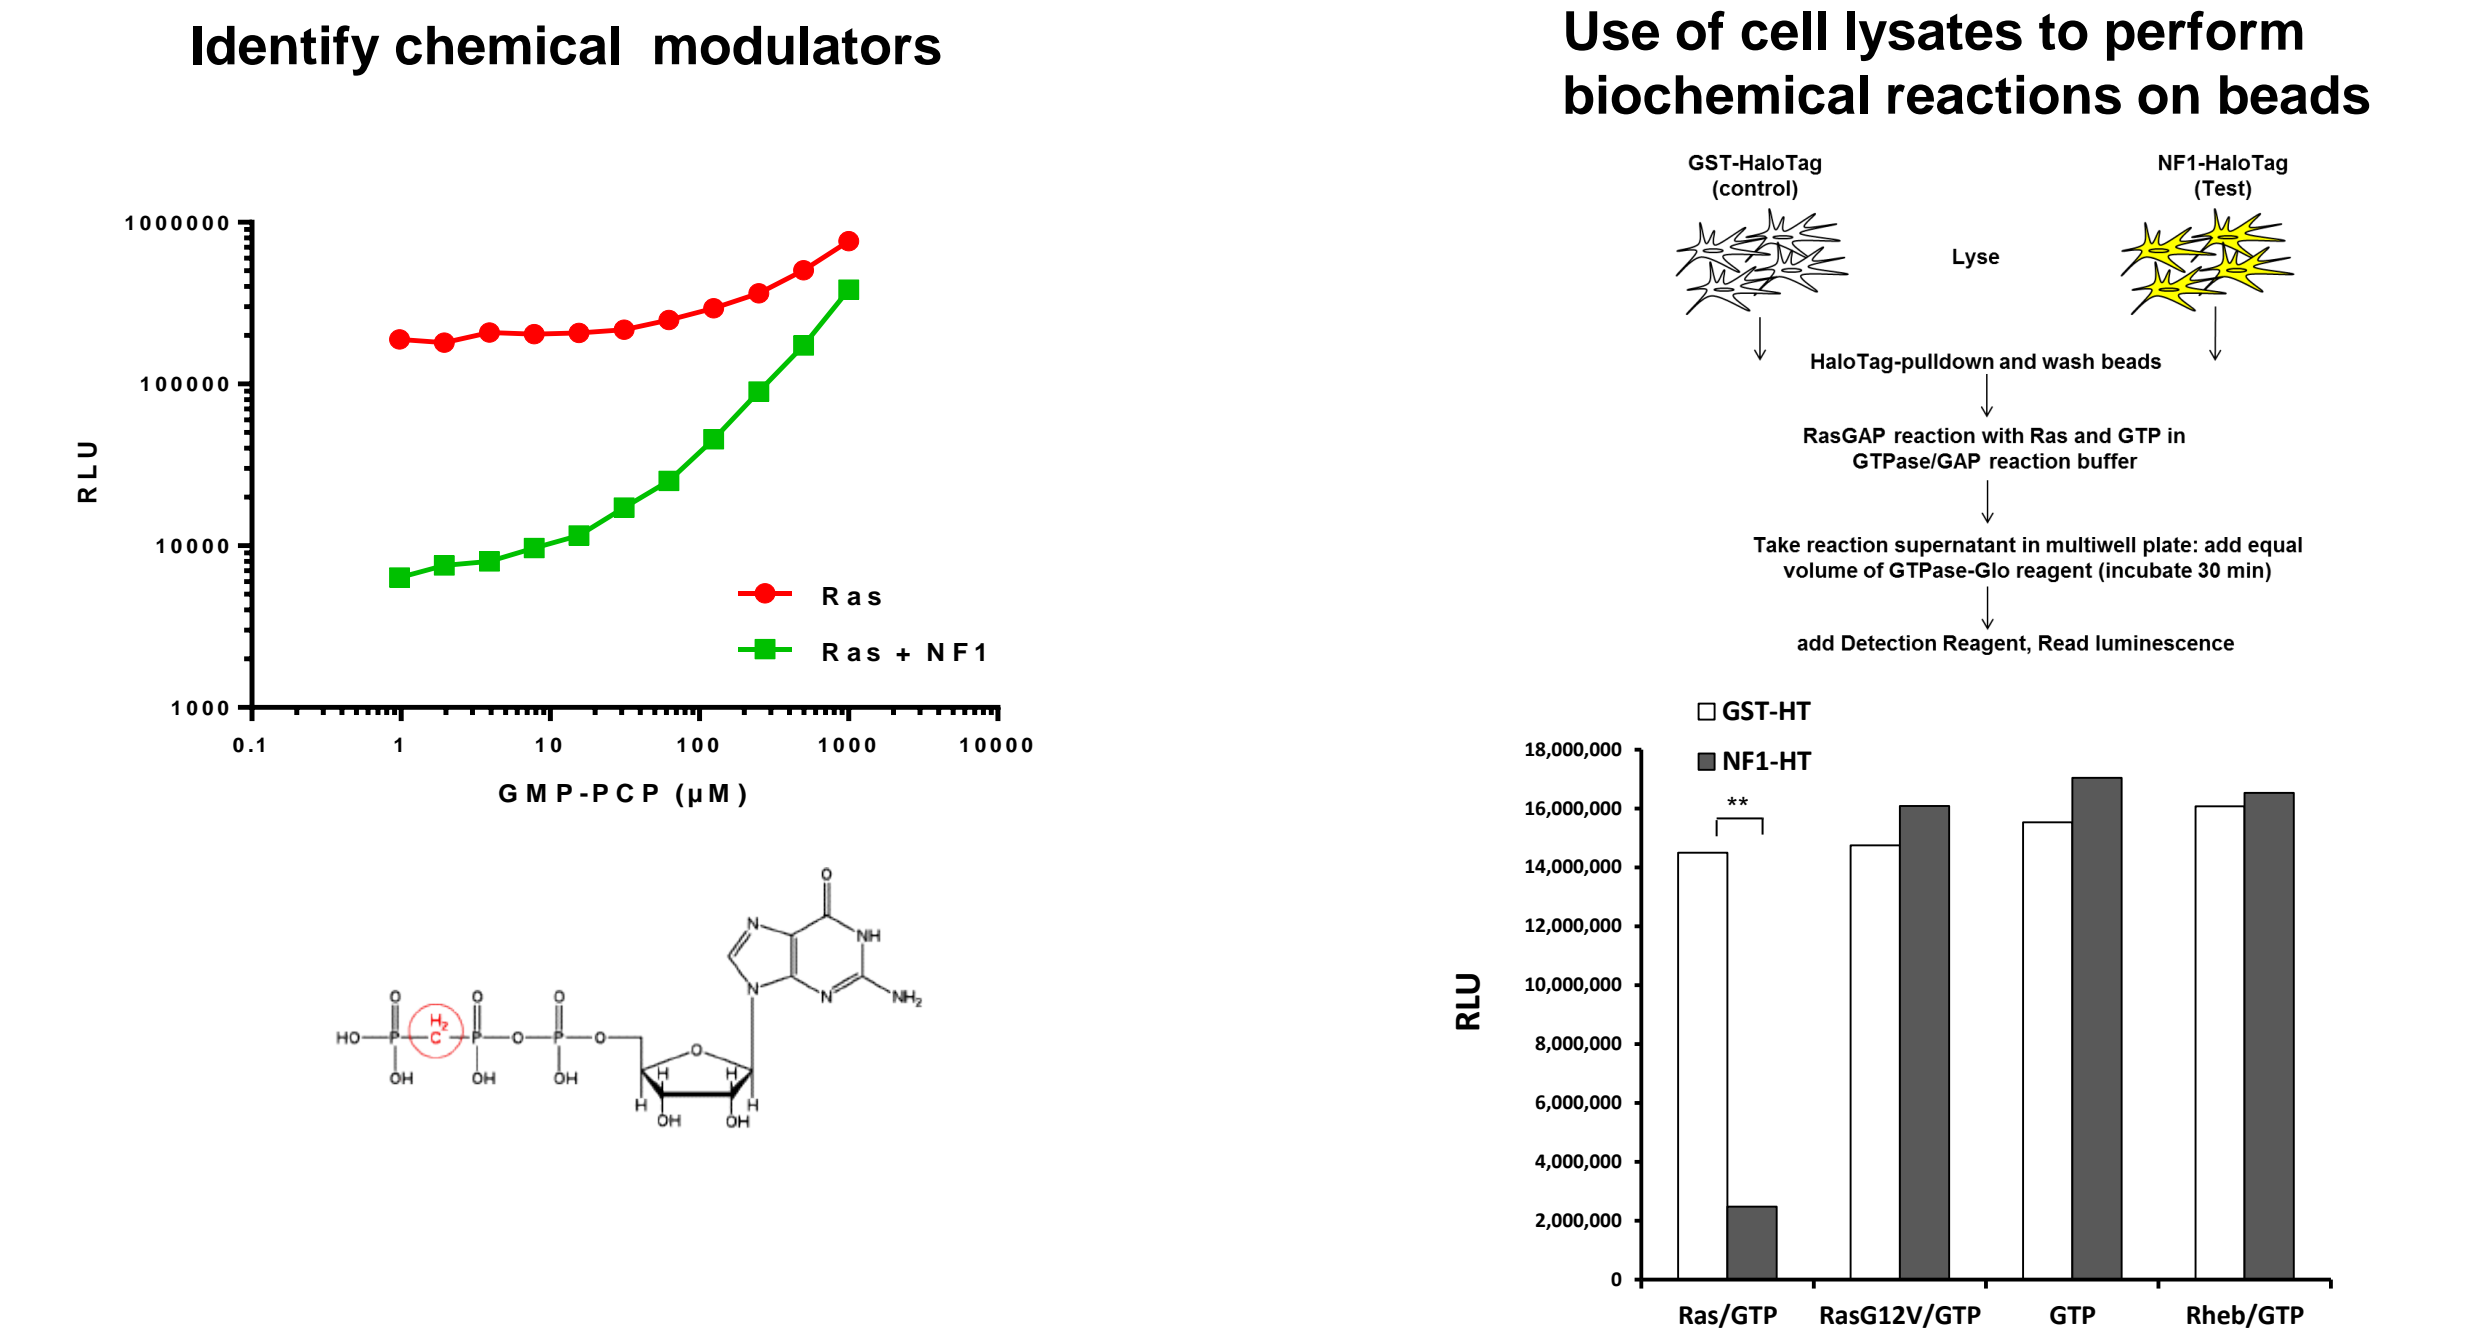 Identify chemical  modulators
1000000
100000
10000
1000
RLU
Ras
Ras + NF1
0.1
1
10
100
1000
10000
GMP-PCP (µM)
O
N
NH
N
N
NH2
O
O
O
HO
P
H2
C
P
O
P
O
O
OH
OH
OH
H
H
H
H
OH
OH
Use of cell lysates to perform
biochemical reactions on beads
GST-HaloTag
(control)
NF1-HaloTag
(Test)
Lyse
HaloTag-pulldown and wash beads
RasGAP reaction with Ras and GTP in
GTPase/GAP reaction buffer
Take reaction supernatant in multiwell plate: add equal
volume of GTPase-Glo reagent (incubate 30 min)
add Detection Reagent, Read luminescence
GST-HT
NF1-HT
**
18,000,000
16,000,000
14,000,000
12,000,000
10,000,000
8,000,000
6,000,000
4,000,000
2,000,000
0
RLU
Ras/GTP
RasG12V/GTP
GTP
Rheb/GTP